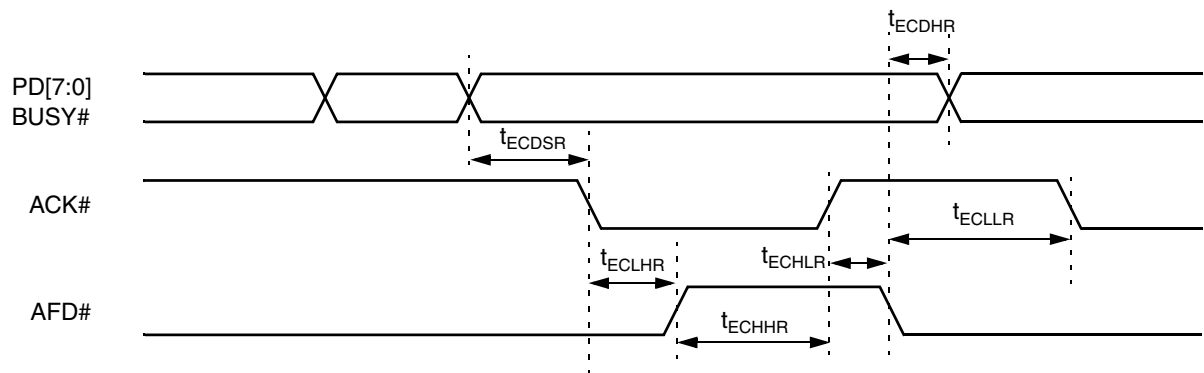 tECDHR
PD[7:0]
BUSY#
tECDSR
ACK#
tECLLR
tECLHR
tECHLR
AFD#
tECHHR